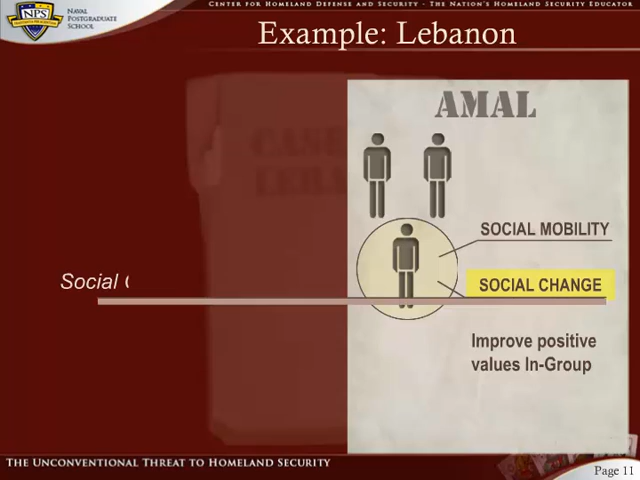 CENTER FOR HOMELAND DEFENSE AND SECURITY - THE NATION'S HOMELAND SECURITY EDUCATOR
NPS
NAVAL
POSTGRADUATE
SCHOOL
Example: Lebanon
AMAL
SOCIAL MOBILITY
Social
SOCIAL CHANGE
Improve positive
values In-Group
THE UNCONVENTIONAL THREAT TO HOMELAND SECURITY
Page 11